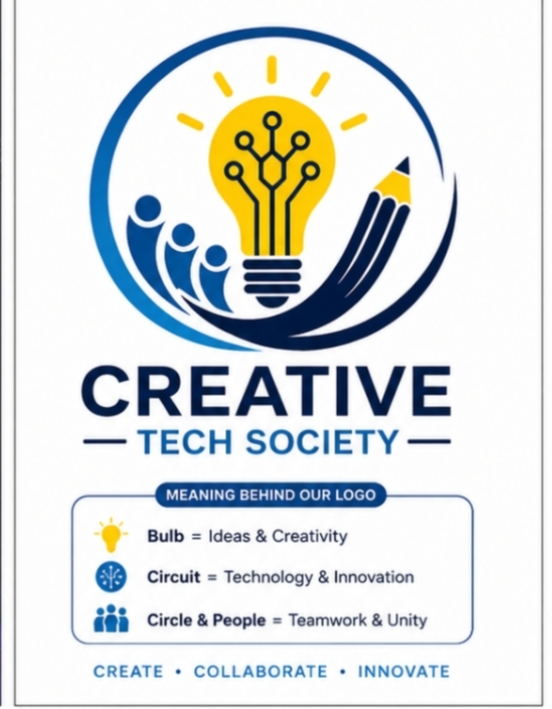 CREATIVE
TECH SOCIETY
MEANING BEHIND OUR LOGO
Bulb = Ideas & Creativity
Circuit = Technology & Innovation
Circle & People = Teamwork & Unity
CREATE • COLLABORATE • INNOVATE